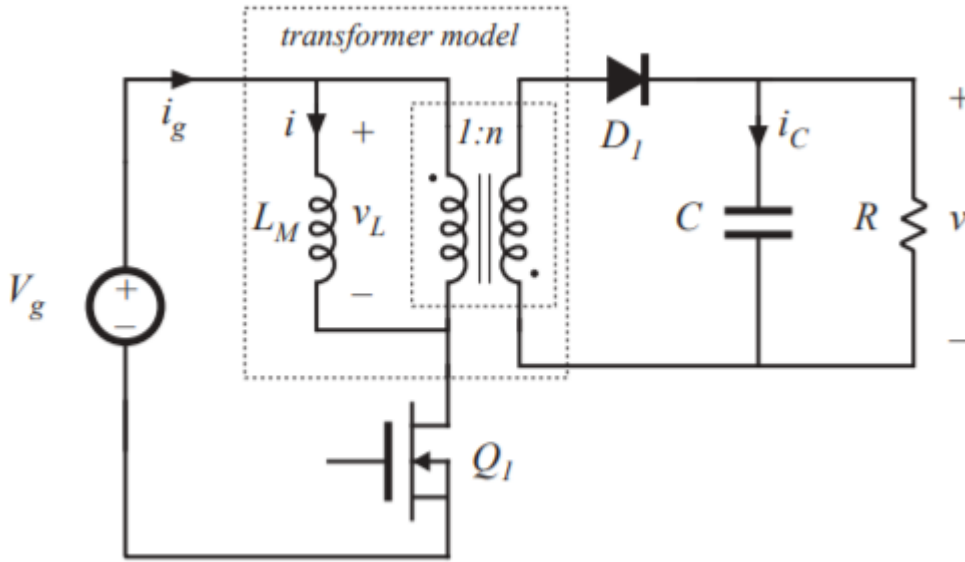 transformer model
i_g
i
+
1:n
D_1
i_C
+
L_M
v_L
C
R
v
V_g
+
−
−
−
Q_1